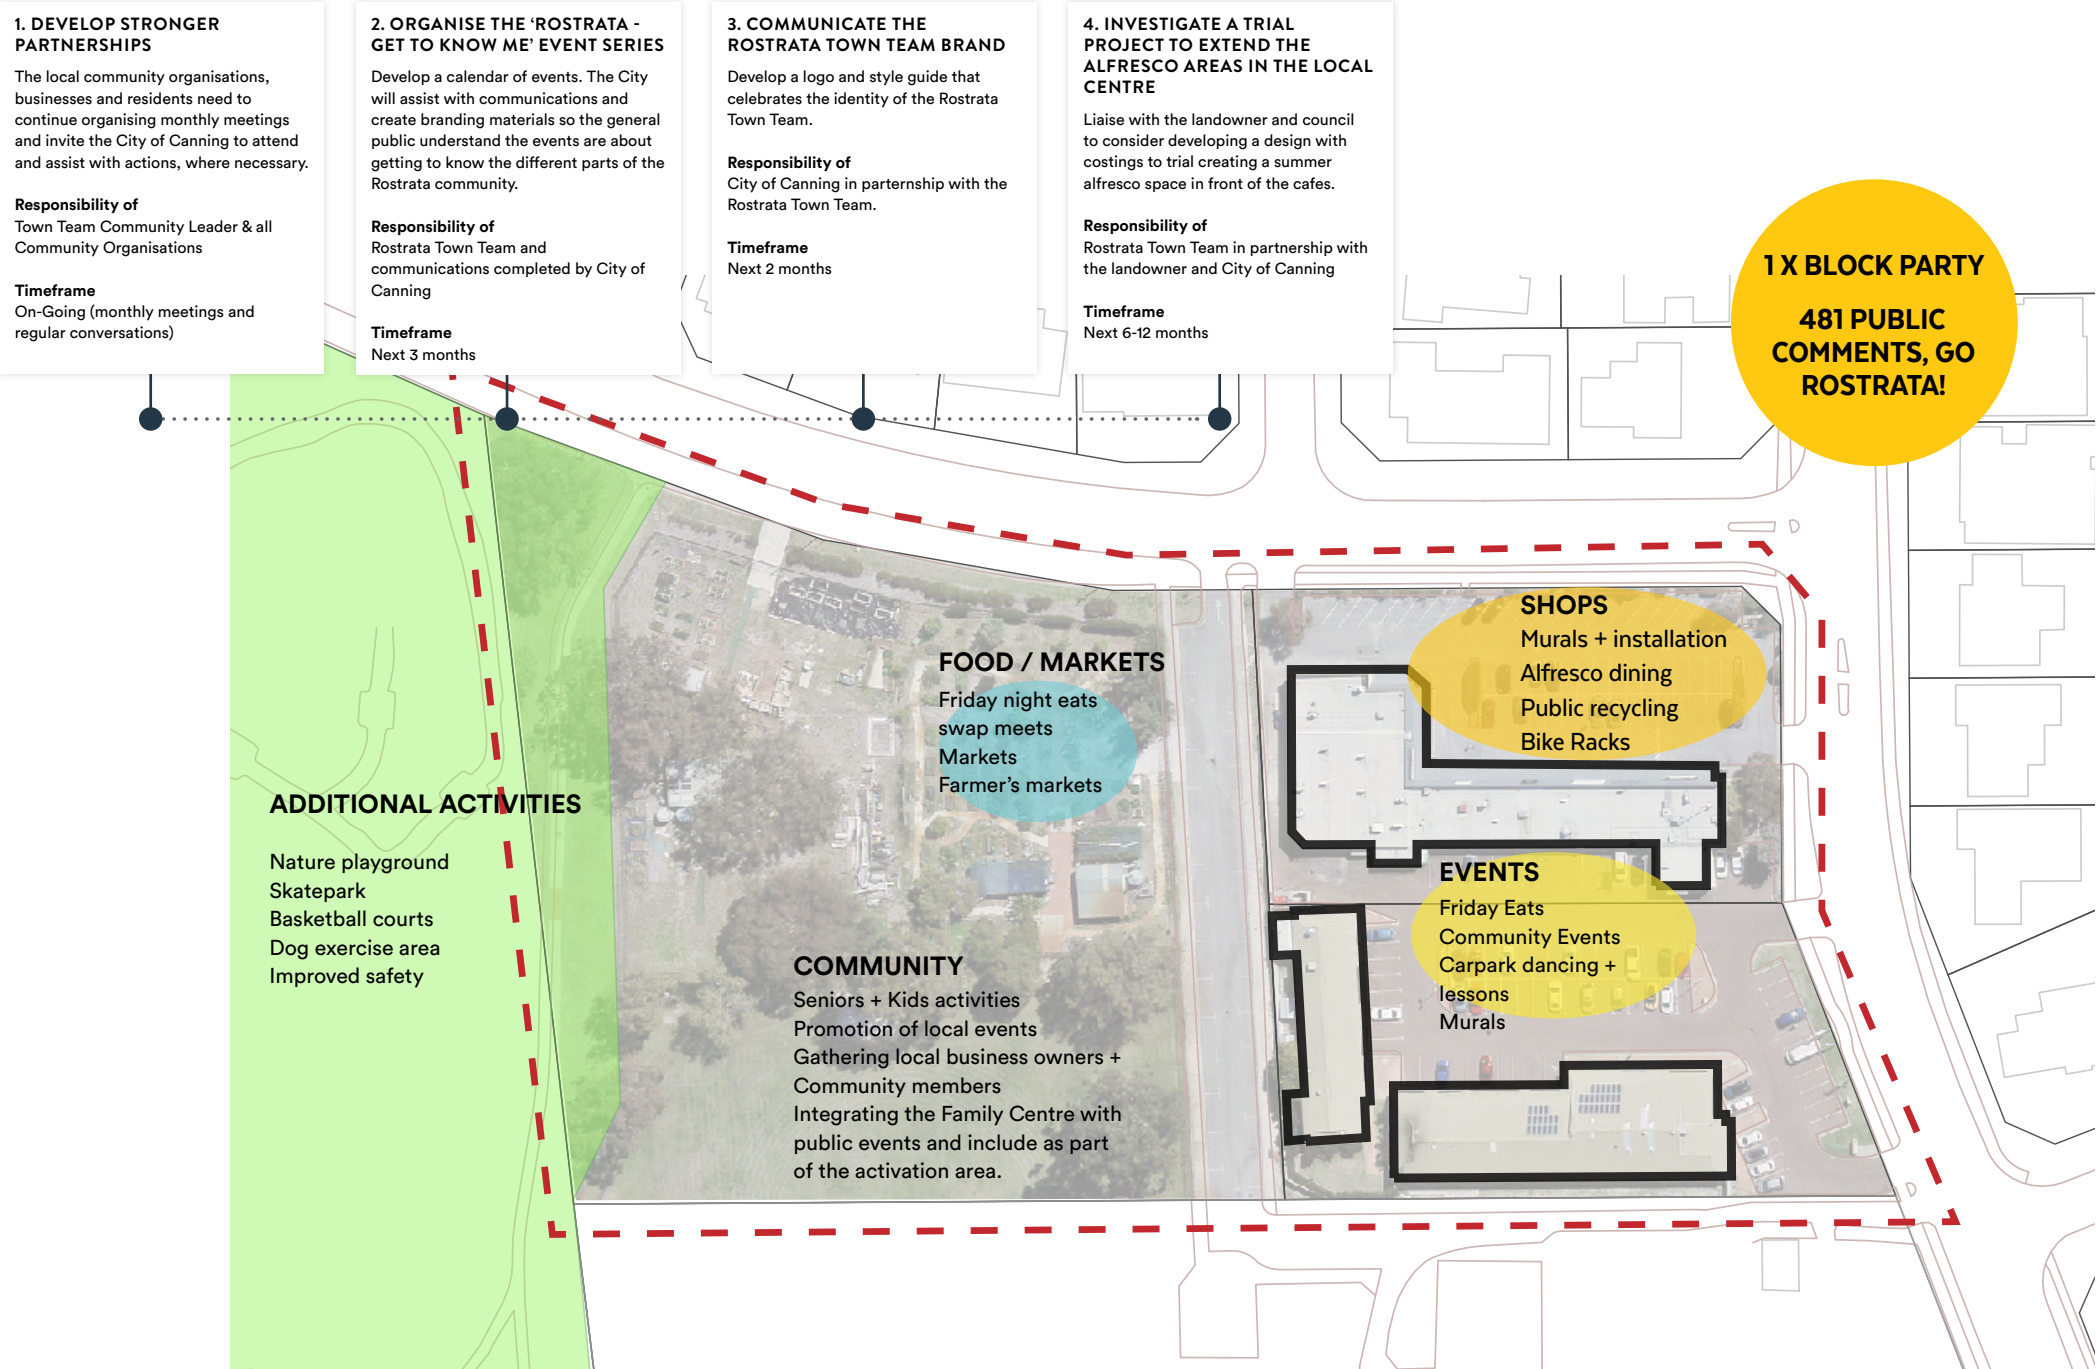 1. DEVELOP STRONGER
PARTNERSHIPS
The local community organisations,
businesses and residents need to
continue organising monthly meetings
and invite the City of Canning to attend
and assist with actions, where necessary.
Responsibility of
Town Team Community Leader & all
Community Organisations
Timeframe
On-Going (monthly meetings and
regular conversations)
2. ORGANISE THE ‘ROSTRATA -
GET TO KNOW ME’ EVENT SERIES
Develop a calendar of events. The City
will assist with communications and
create branding materials so the general
public understand the events are about
getting to know the different parts of the
Rostrata community.
Responsibility of
Rostrata Town Team and
communications completed by City of
Canning
Timeframe
Next 3 months
3. COMMUNICATE THE
ROSTRATA TOWN TEAM BRAND
Develop a logo and style guide that
celebrates the identity of the Rostrata
Town Team.
Responsibility of
City of Canning in parternship with the
Rostrata Town Team.
Timeframe
Next 2 months
4. INVESTIGATE A TRIAL
PROJECT TO EXTEND THE
ALFRESCO AREAS IN THE LOCAL
CENTRE
Liaise with the landowner and council
to consider developing a design with
costings to trial creating a summer
alfresco space in front of the cafes.
Responsibility of
Rostrata Town Team in partnership with
the landowner and City of Canning
Timeframe
Next 6-12 months
1 X BLOCK PARTY
481 PUBLIC
COMMENTS, GO
ROSTRATA!
SHOPS
Murals + installation
Alfresco dining
Public recycling
Bike Racks
FOOD / MARKETS
Friday night eats
swap meets
Markets
Farmer’s markets
ADDITIONAL ACTIVITIES
Nature playground
Skatepark
Basketball courts
Dog exercise area
Improved safety
EVENTS
Friday Eats
Community Events
Carpark dancing +
lessons
Murals
COMMUNITY
Seniors + Kids activities
Promotion of local events
Gathering local business owners +
Community members
Integrating the Family Centre with
public events and include as part
of the activation area.